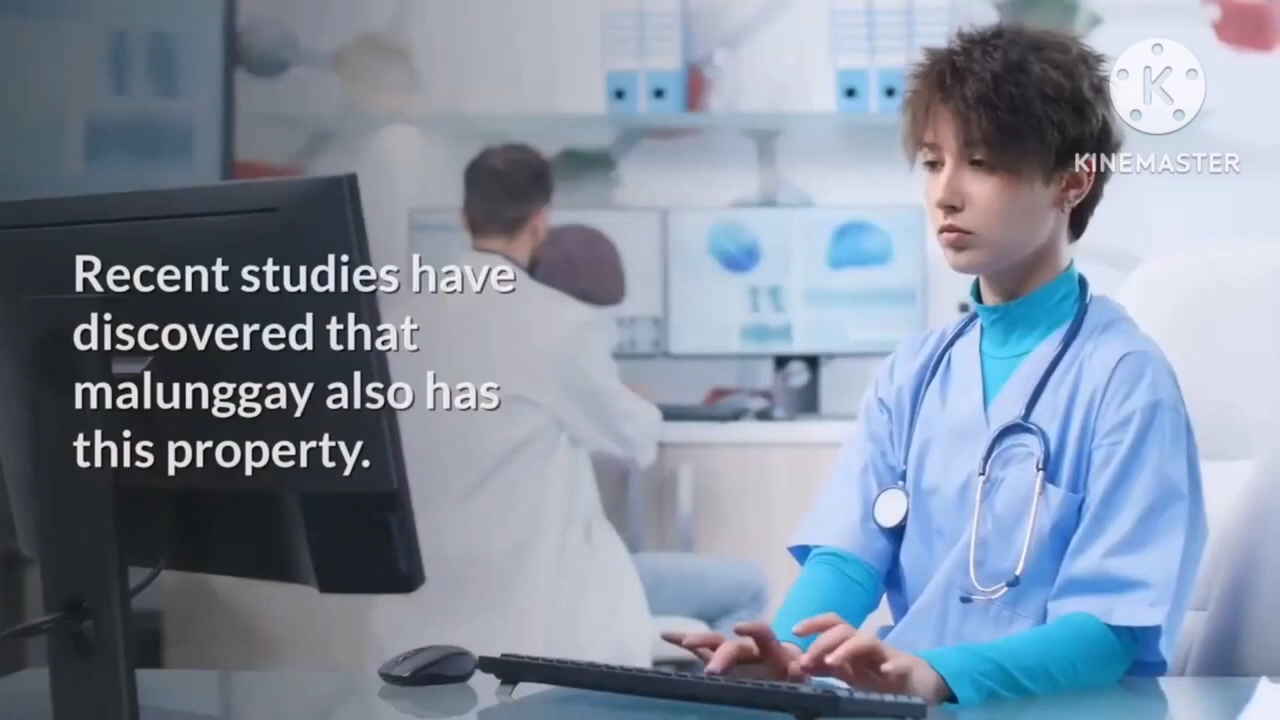 K
KINEMASTER
Recent studies have
discovered that
malunggay also has
this property.